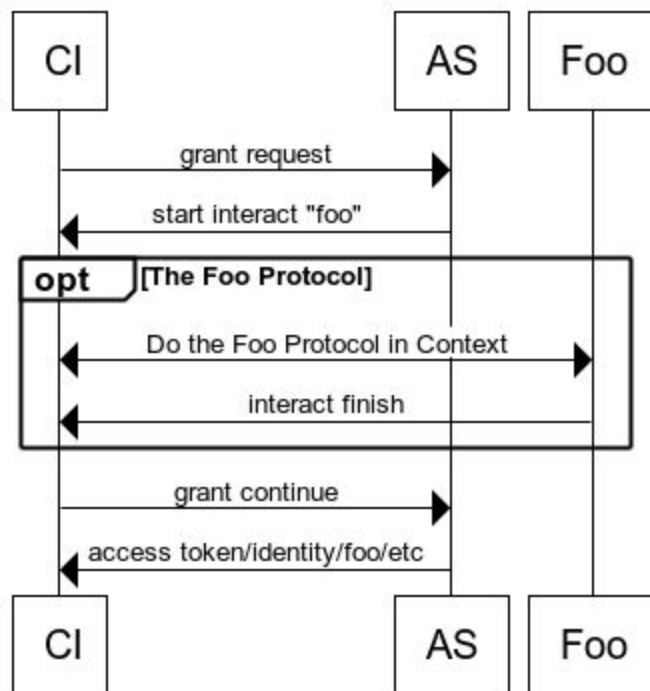 CI AS Foo
grant request
start interact "foo"
opt [The Foo Protocol]
Do the Foo Protocol in Context
interact finish
grant continue
access token/identity/foo/etc
CI AS Foo